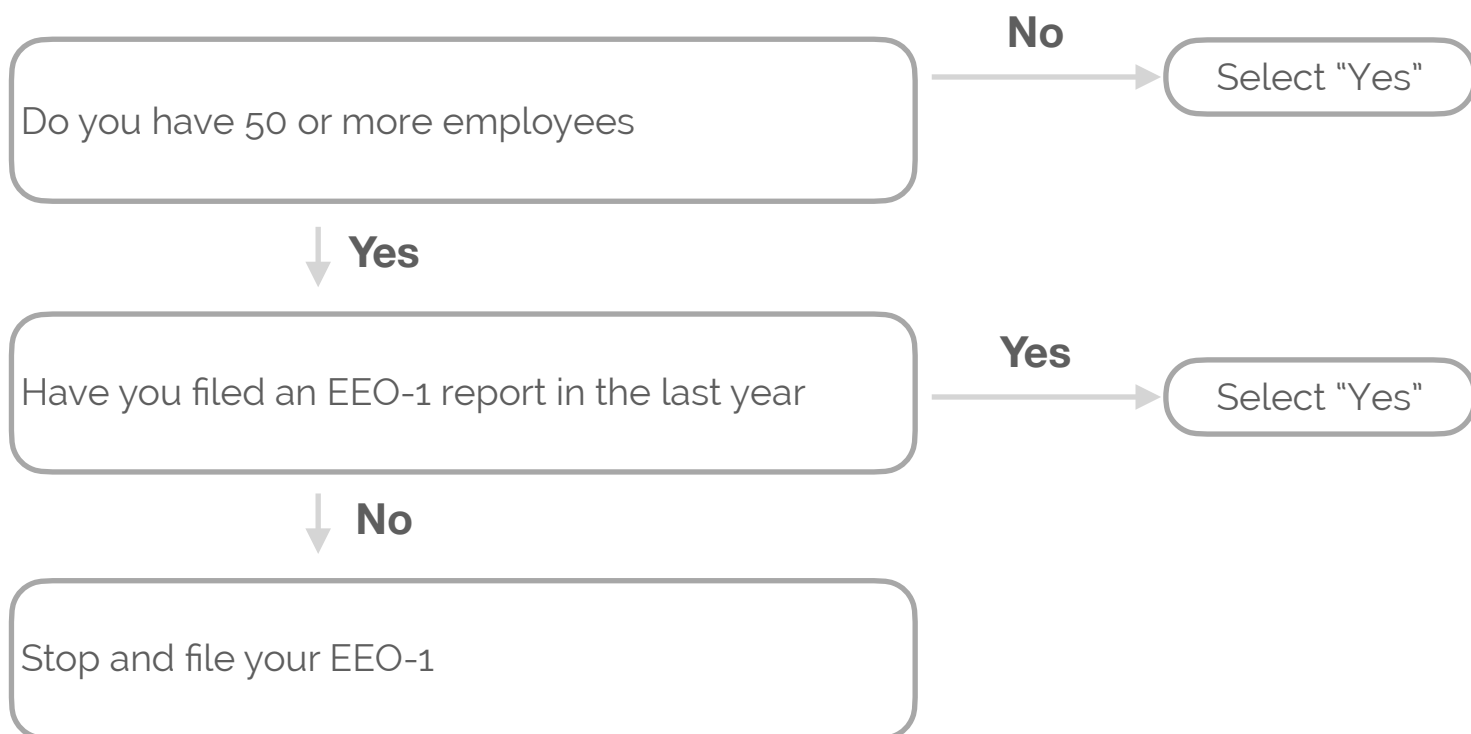 No
Do you have 50 or more employees
Select “Yes”
Yes
Have you filed an EEO-1 report in the last year
Yes
Select “Yes”
No
Stop and file your EEO-1